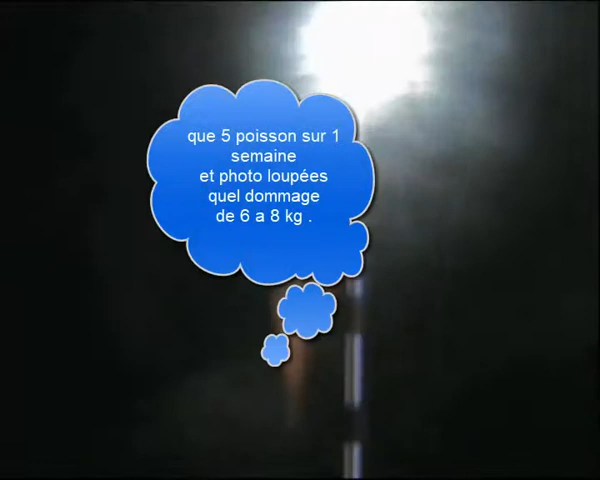 que 5 poisson sur 1
semaine
et photo loupées
quel dommage
de 6 a 8 kg .